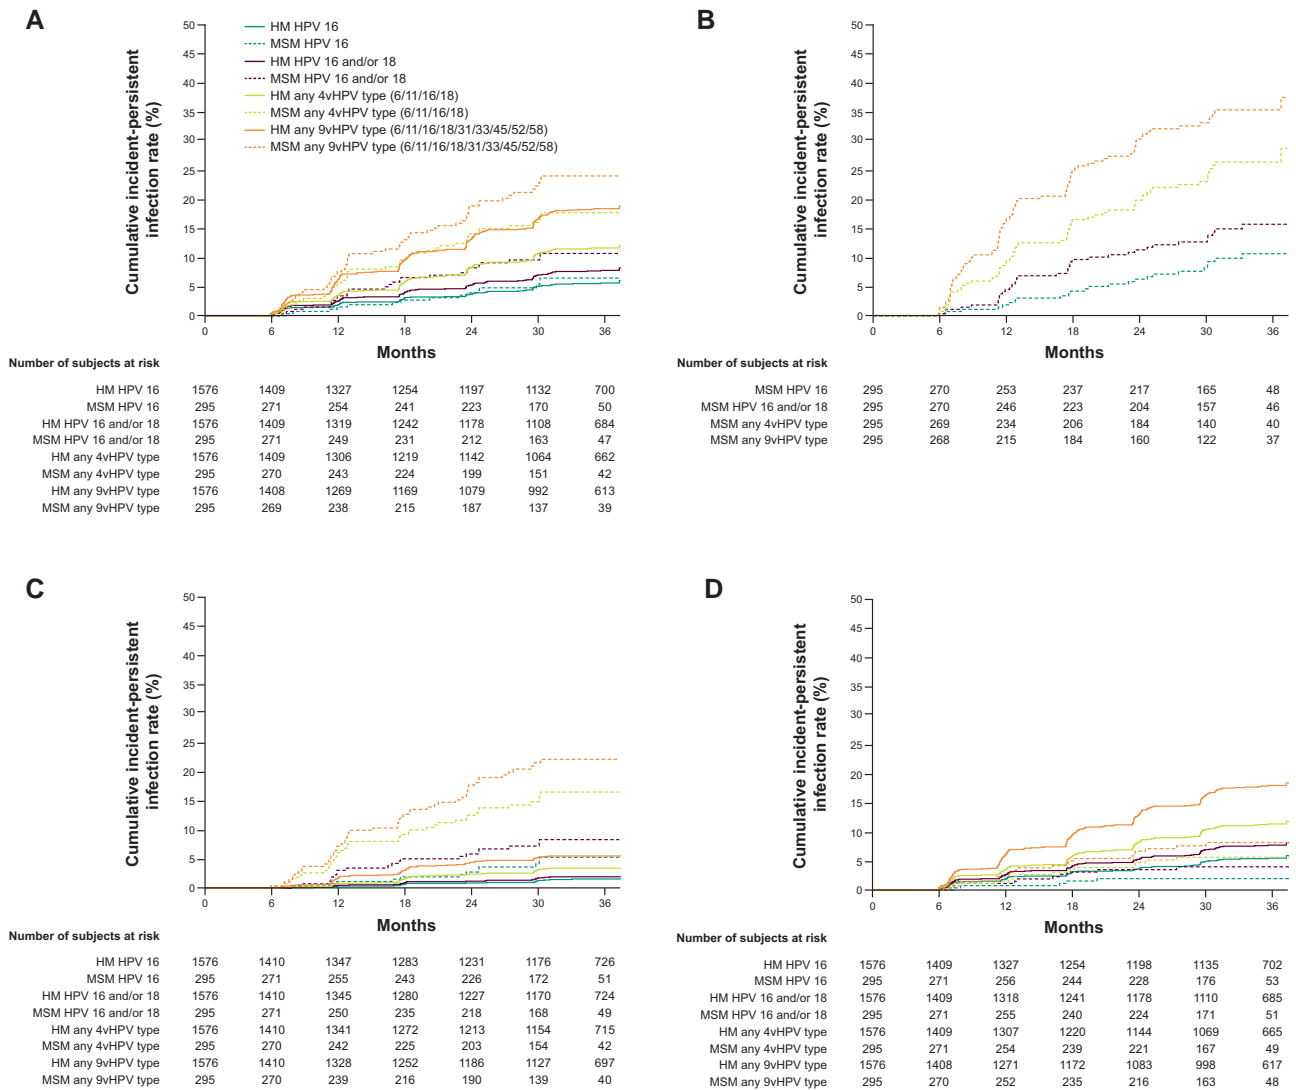 A
Cumulative incident-persistent
infection rate (%)
50
45
40
35
30
25
20
15
10
5
0
HM HPV 16
MSM HPV 16
HM HPV 16 and/or 18
MSM HPV 16 and/or 18
HM any 4vHPV type (6/11/16/18)
MSM any 4vHPV type (6/11/16/18)
HM any 9vHPV type (6/11/16/18/31/33/45/52/58)
MSM any 9vHPV type (6/11/16/18/31/33/45/52/58)
0 6 12 18 24 30 36
Months
Number of subjects at risk
HM HPV 16 1576 1409 1327 1254 1197 1132 700
MSM HPV 16 295 271 254 241 223 170 50
HM HPV 16 and/or 18 1576 1409 1319 1242 1178 1108 684
MSM HPV 16 and/or 18 295 271 249 231 212 163 47
HM any 4vHPV type 1576 1409 1306 1219 1142 1064 662
MSM any 4vHPV type 295 270 243 224 199 151 42
HM any 9vHPV type 1576 1408 1269 1169 1079 992 613
MSM any 9vHPV type 295 269 238 215 187 137 39
B
Cumulative incident-persistent
infection rate (%)
50
45
40
35
30
25
20
15
10
5
0
0 6 12 18 24 30 36
Months
Number of subjects at risk
MSM HPV 16 295 270 253 237 217 165 48
MSM HPV 16 and/or 18 295 270 246 223 204 157 46
MSM any 4vHPV type 295 269 234 206 184 140 40
MSM any 9vHPV type 295 268 215 184 160 122 37
C
Cumulative incident-persistent
infection rate (%)
50
45
40
35
30
25
20
15
10
5
0
0 6 12 18 24 30 36
Months
Number of subjects at risk
HM HPV 16 1576 1410 1347 1283 1231 1176 726
MSM HPV 16 295 271 255 243 226 172 51
HM HPV 16 and/or 18 1576 1410 1345 1280 1227 1170 724
MSM HPV 16 and/or 18 295 271 250 235 218 168 49
HM any 4vHPV type 1576 1410 1341 1272 1213 1154 715
MSM any 4vHPV type 295 270 242 225 203 154 42
HM any 9vHPV type 1576 1410 1328 1252 1186 1127 697
MSM any 9vHPV type 295 270 239 216 190 139 40
D
Cumulative incident-persistent
infection rate (%)
50
45
40
35
30
25
20
15
10
5
0
0 6 12 18 24 30 36
Months
Number of subjects at risk
HM HPV 16 1576 1409 1327 1254 1198 1135 702
MSM HPV 16 295 271 256 244 228 176 53
HM HPV 16 and/or 18 1576 1409 1318 1241 1178 1110 685
MSM HPV 16 and/or 18 295 271 255 240 224 171 51
HM any 4vHPV type 1576 1409 1307 1220 1144 1069 665
MSM any 4vHPV type 295 271 254 239 221 167 49
HM any 9vHPV type 1576 1408 1271 1172 1083 998 617
MSM any 9vHPV type 295 270 252 235 216 163 48